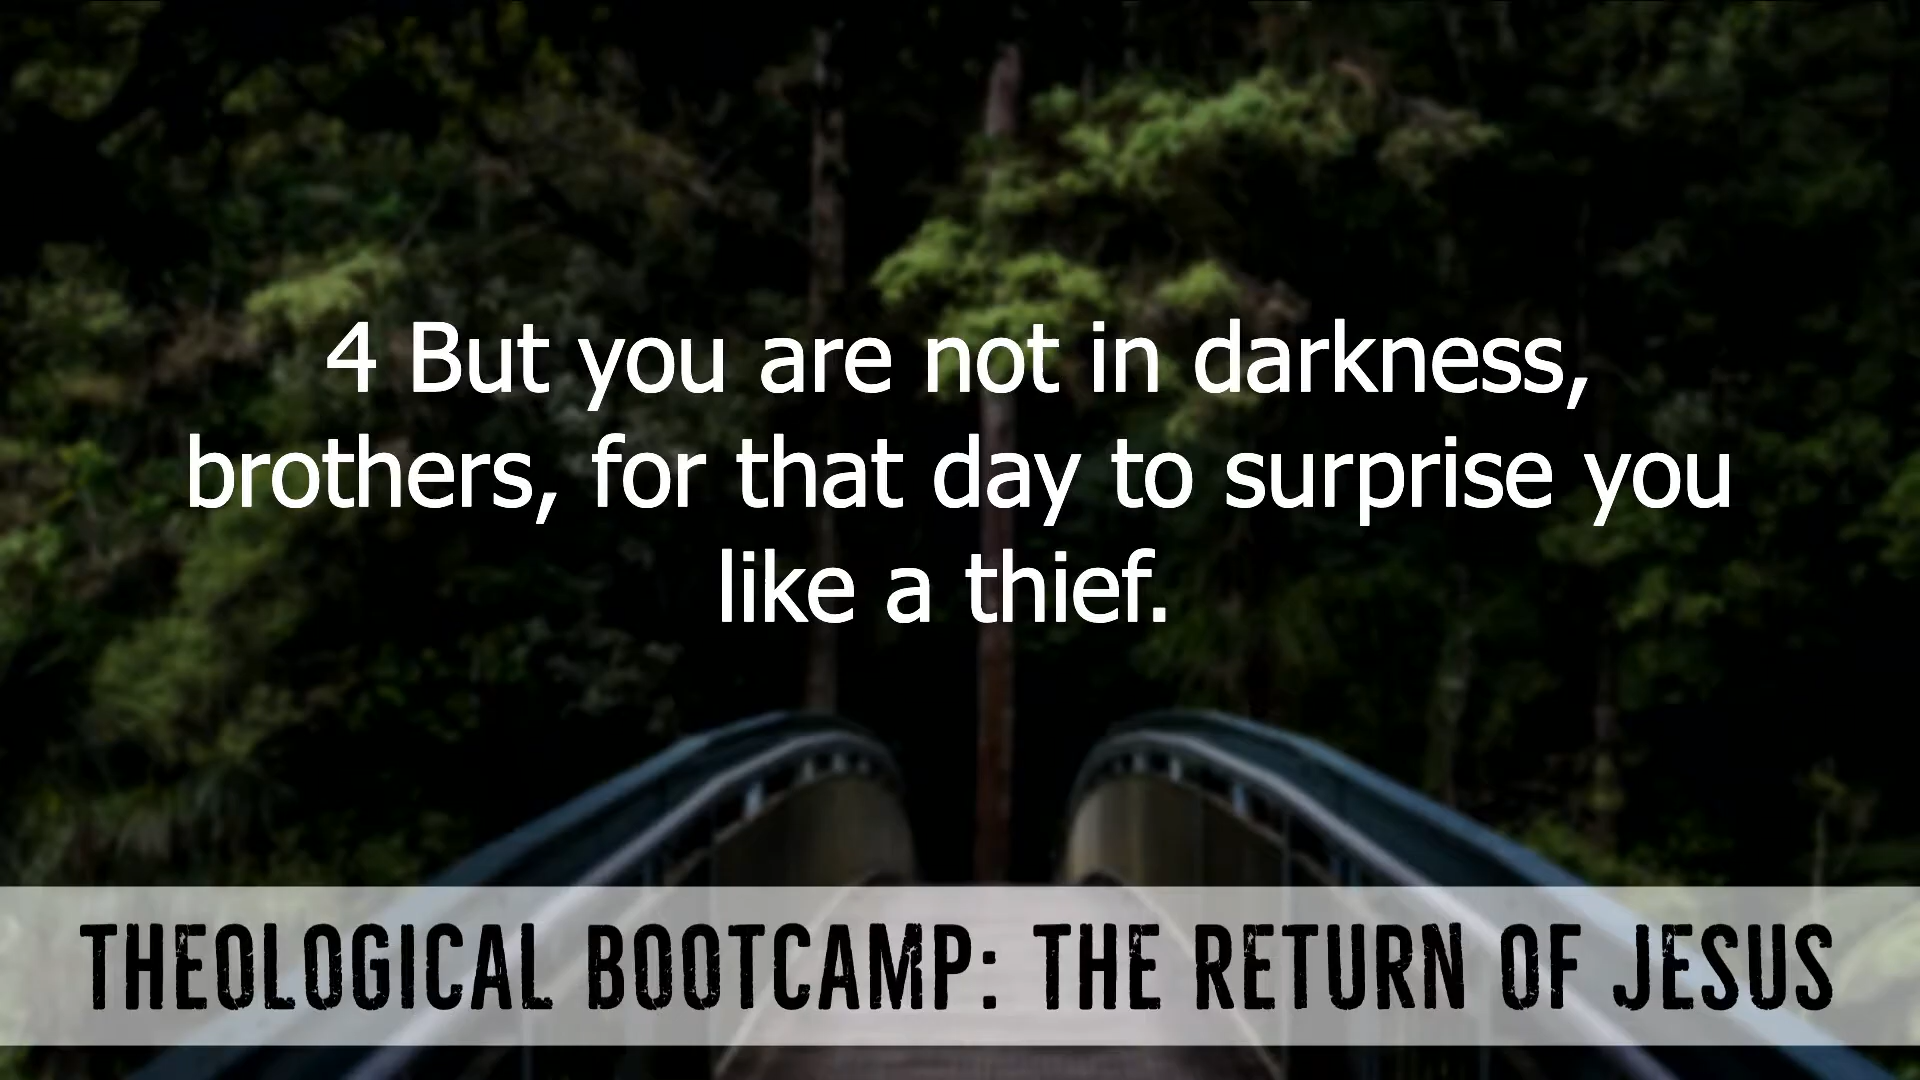 4 But you are not in darkness,
brothers, for that day to surprise you
like a thief.
THEOLOGICAL BOOTCAMP: THE RETURN OF JESUS